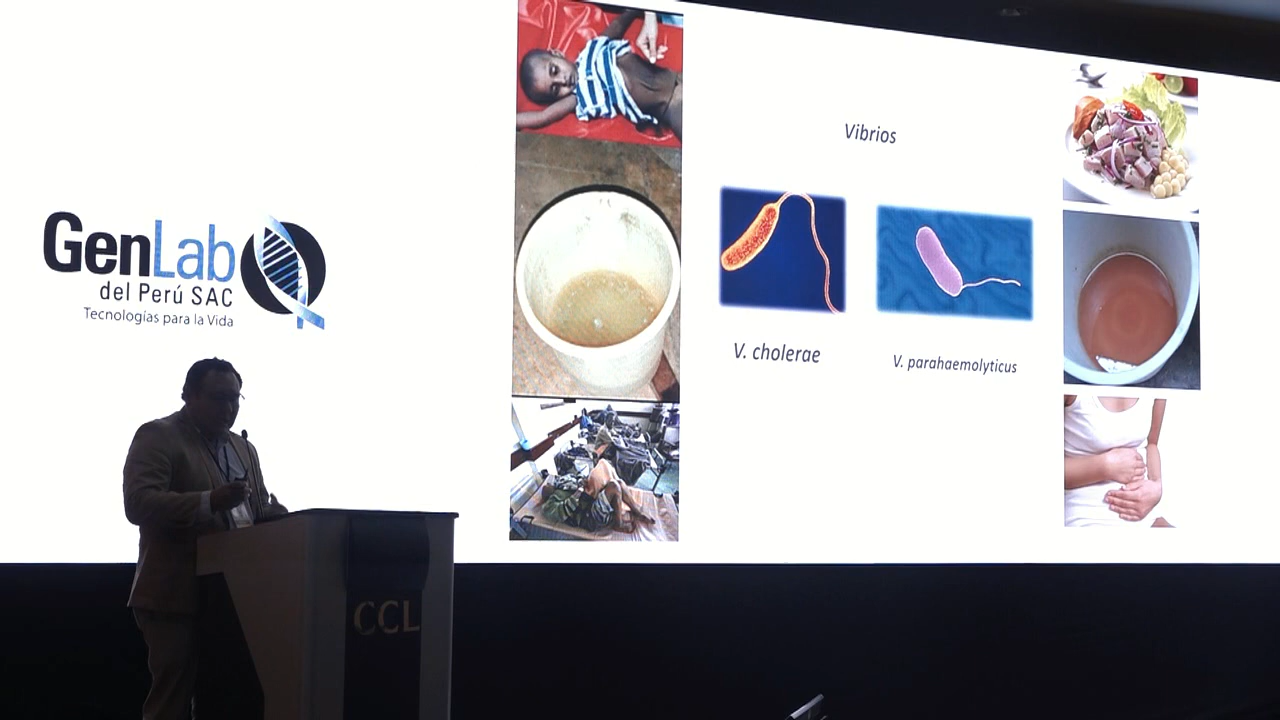 GenLab
del Perú SAC
Tecnologías para la Vida
Vibrios
V. cholerae
V. parahaemolyticus
CCL